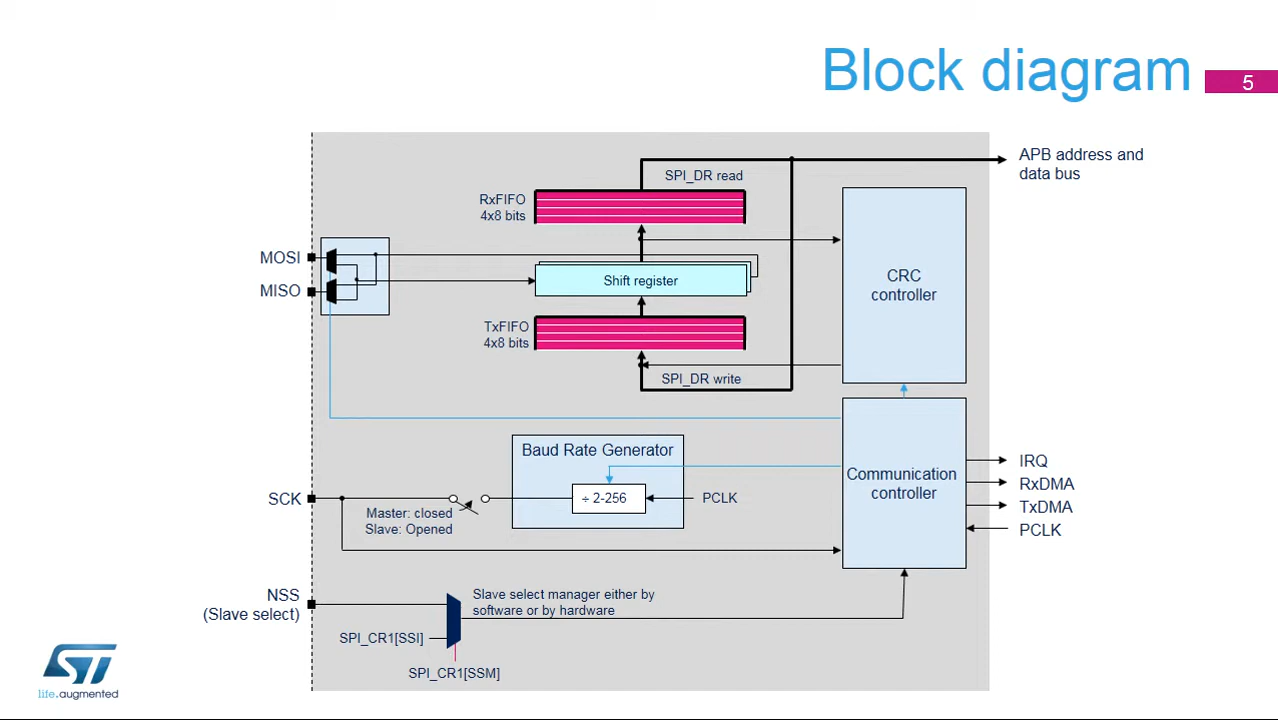 Block diagram
5
APB address and
data bus
SPI_DR read
RxFIFO
4x8 bits
MOSI
MISO
Shift register
CRC
controller
TxFIFO
4x8 bits
SPI_DR write
Baud Rate Generator
÷ 2-256
PCLK
SCK
Master: closed
Slave: Opened
Communication
controller
IRQ
RxDMA
TxDMA
PCLK
NSS
(Slave select)
Slave select manager either by
software or by hardware
SPI_CR1[SSI]
SPI_CR1[SSM]
ST
life.augmented